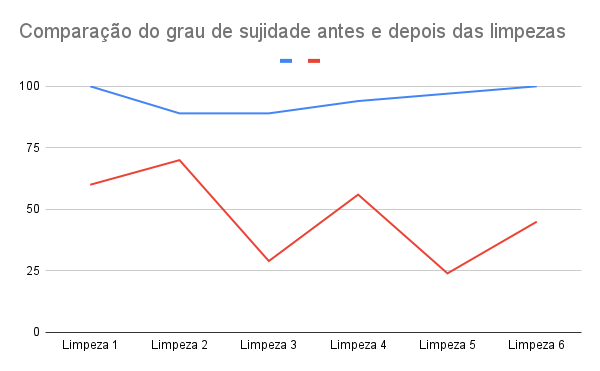 Comparação do grau de sujidade antes e depois das limpezas
100
75
50
25
0
Limpeza 1 Limpeza 2 Limpeza 3 Limpeza 4 Limpeza 5 Limpeza 6